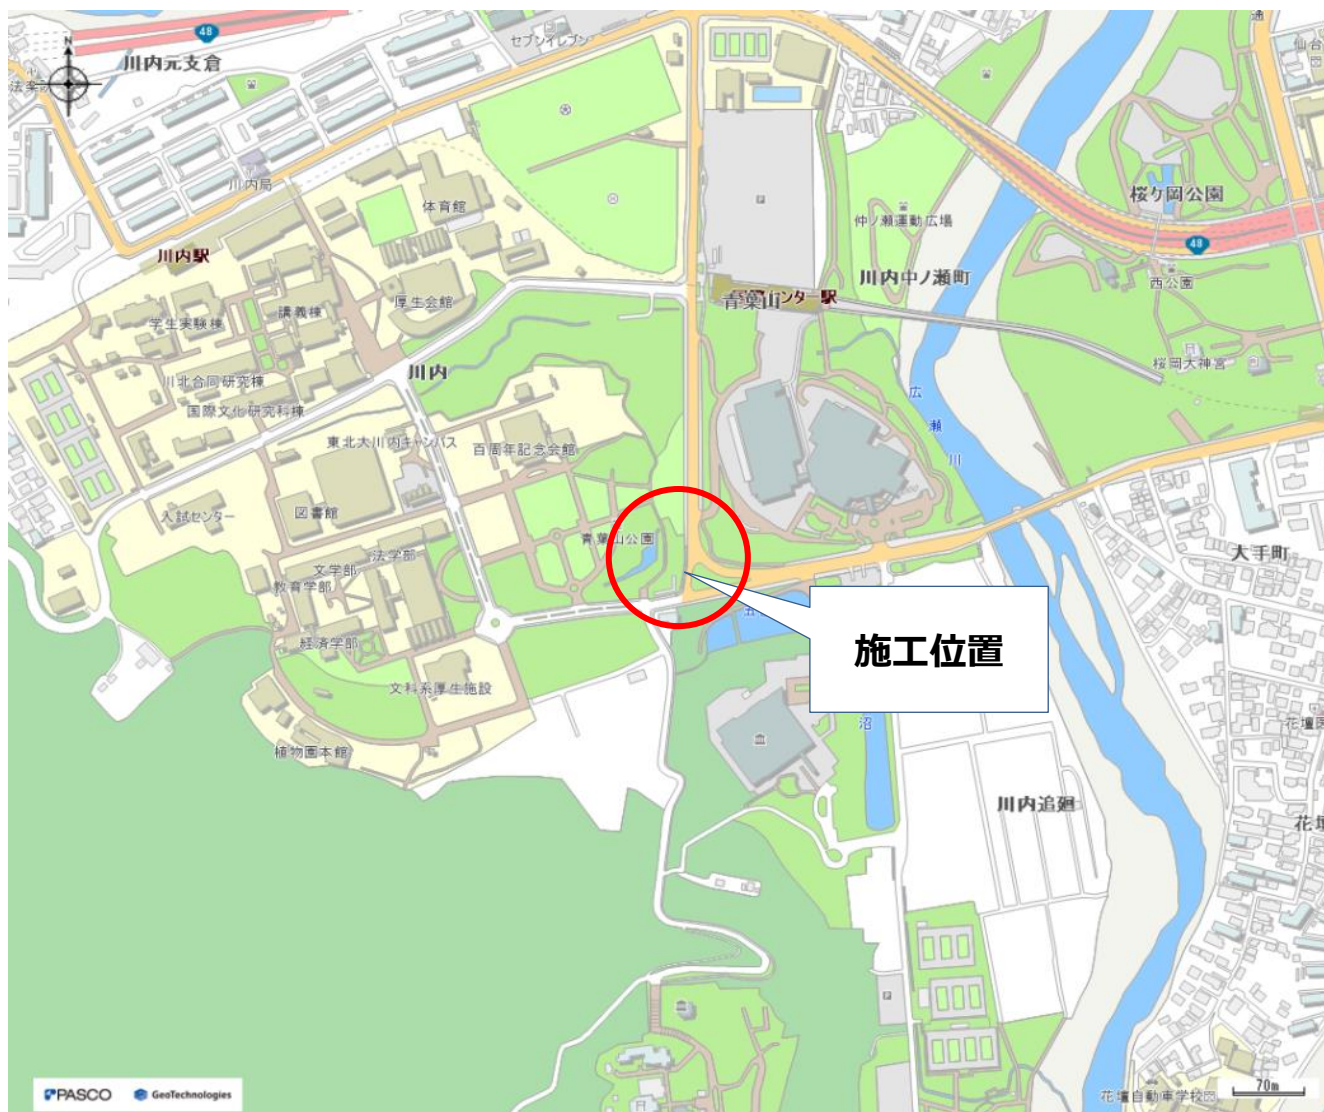 48
セブンイレブン
通
仙台
N
川内元支倉
川内局
体育館
桜ケ岡公園
仲ノ瀬運動広場
48
川内駅
川内中ノ瀬町
西公園
厚生会館
青葉山
ンター駅
講義棟
学生実験棟
桜岡大神宮
川内
川北合同研究棟
広瀬川
国際文化研究科棟
東北大川内キャンパス
百周年記念会館
入試センター
図書館
青葉山公園
大手町
法学部
文学部
教育学部
施工位置
五
経済学部
文科系厚生施設
沼
植物園本館
川内追廻
P
P
花壇自動車学校
70m
PASCO
GeoTechnologies